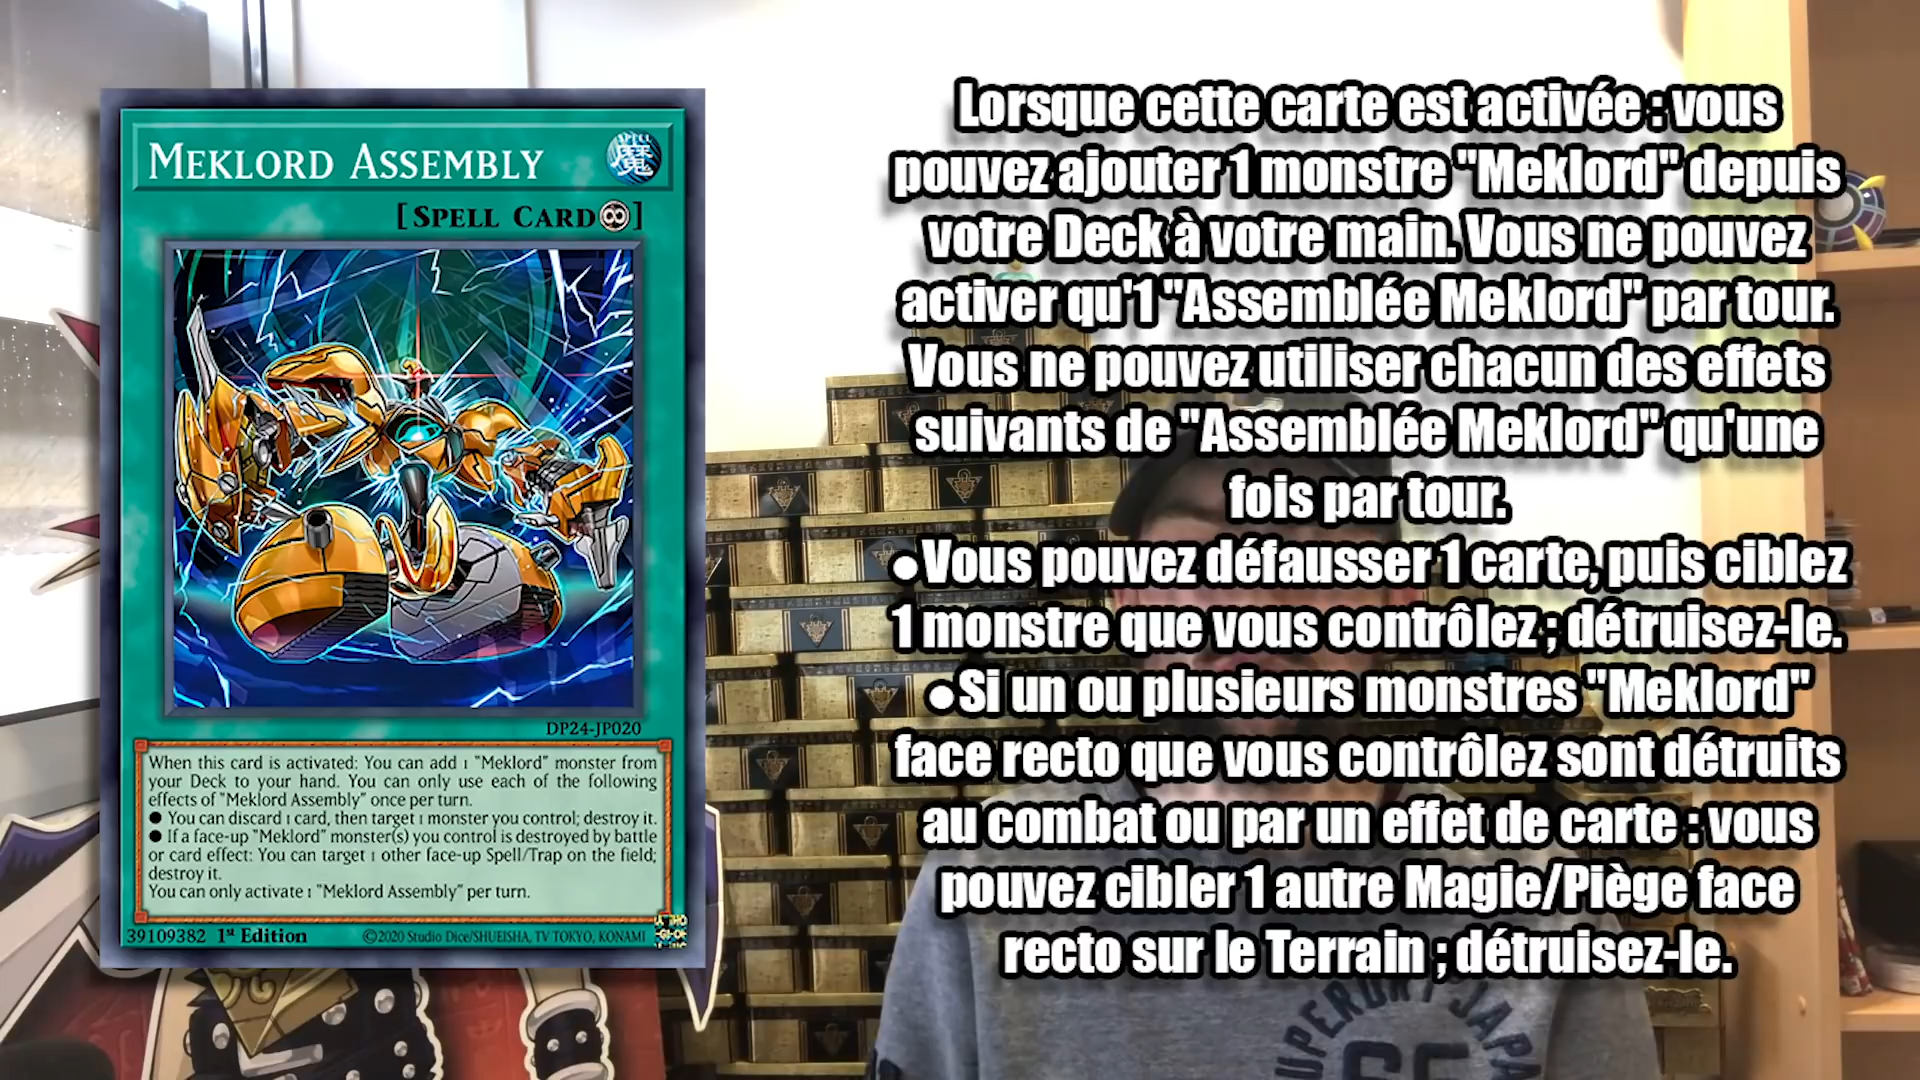 MEKLORD ASSEMBLY
SPELL
魔
[SPELL CARD♾]
DP24-JP020
When this card is activated: You can add 1 "Meklord" monster from
your Deck to your hand. You can only use each of the following
effects of "Meklord Assembly" once per turn.
● You can discard 1 card, then target 1 monster you control; destroy it.
● If a face-up "Meklord" monster(s) you control is destroyed by battle
or card effect: You can target 1 other face-up Spell/Trap on the field;
destroy it.
You can only activate 1 "Meklord Assembly" per turn.
39109382 1st Edition ©2020 Studio Dice/SHUEISHA, TV TOKYO, KONAMI
Lorsque cette carte est activée : vous
pouvez ajouter 1 monstre "Meklord" depuis
votre Deck à votre main. Vous ne pouvez
activer qu'1 "Assemblée Meklord" par tour.
Vous ne pouvez utiliser chacun des effets
suivants de "Assemblée Meklord" qu'une
fois par tour.
●Vous pouvez défausser 1 carte, puis ciblez
1 monstre que vous contrôlez ; détruisez-le.
●Si un ou plusieurs monstres "Meklord"
face recto que vous contrôlez sont détruits
au combat ou par un effet de carte : vous
pouvez cibler 1 autre Magie/Piège face
recto sur le Terrain ; détruisez-le.